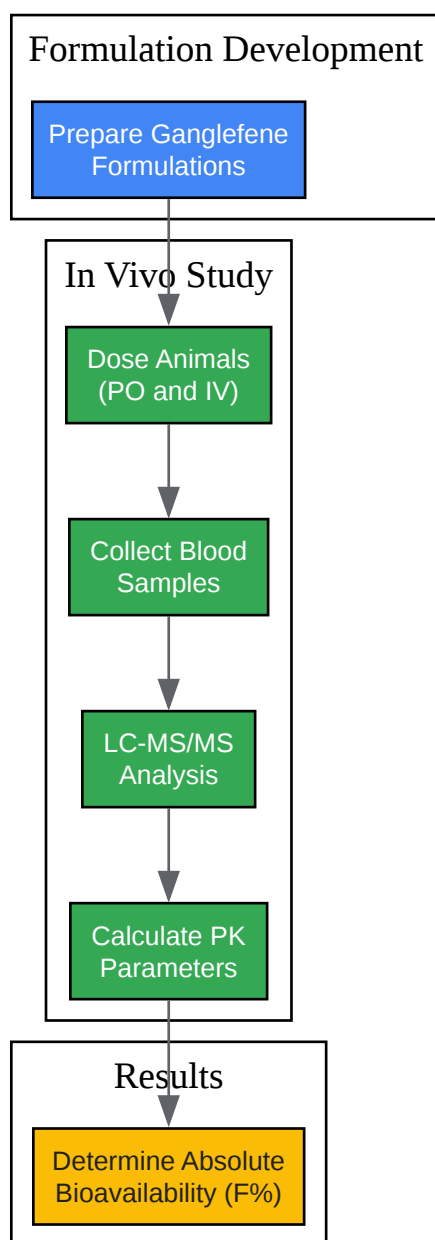 Formulation Development
Prepare Ganglefene
Formulations
In Vivo Study
Dose Animals
(PO and IV)
Collect Blood
Samples
LC-MS/MS
Analysis
Calculate PK
Parameters
Results
Determine Absolute
Bioavailability (F%)